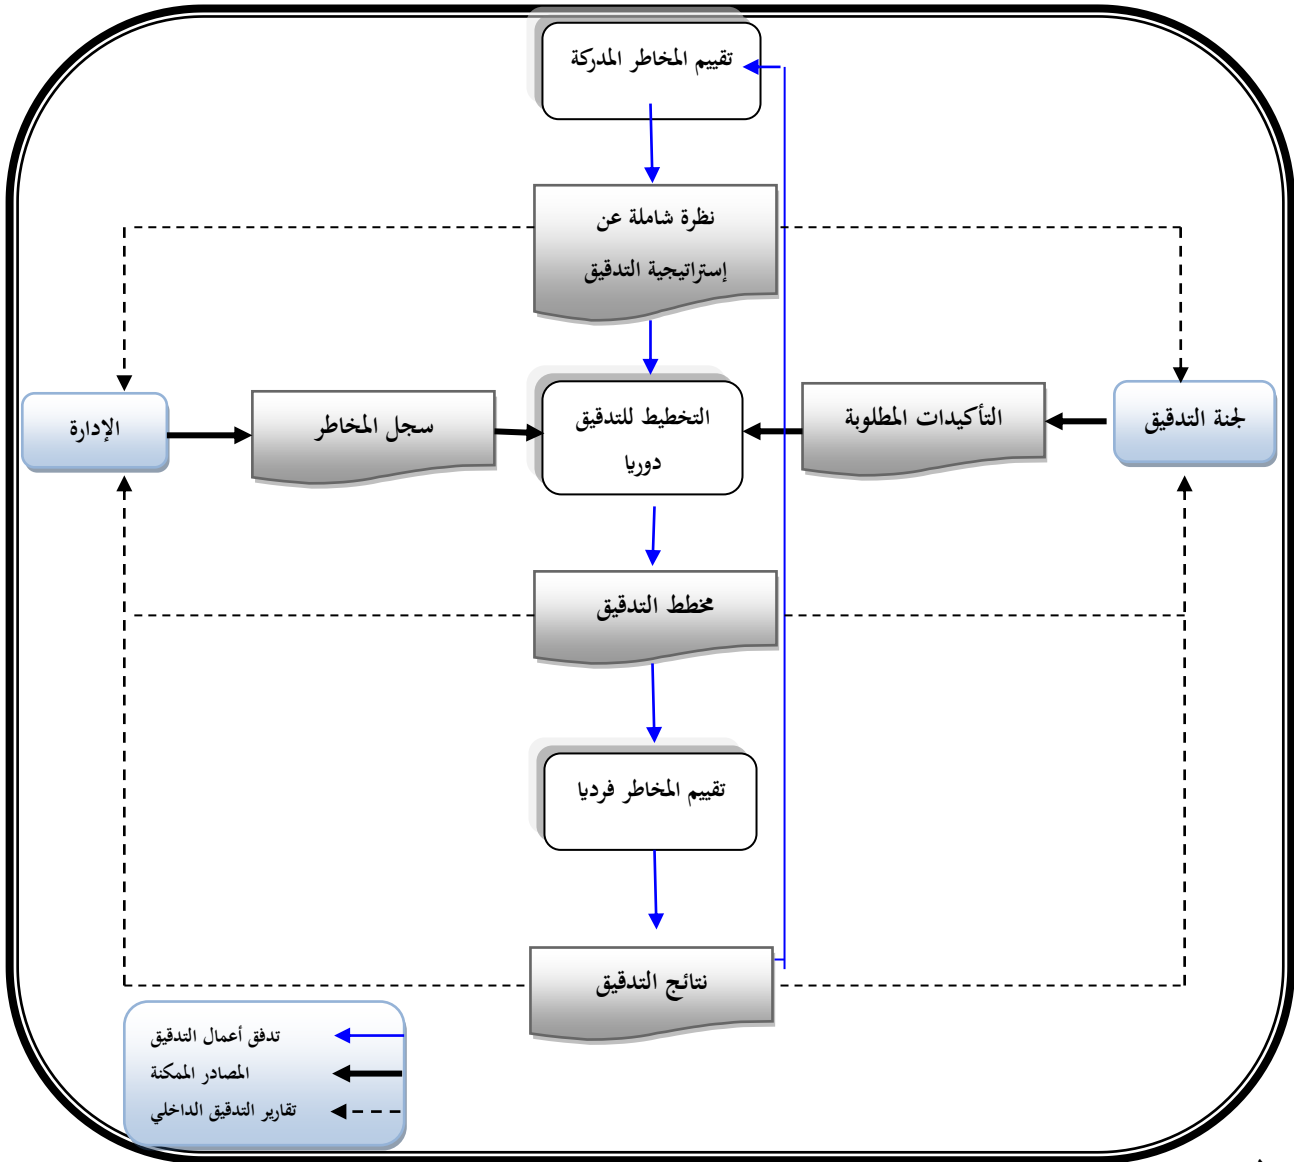 تقييم المخاطر المدركة
نظرة شاملة عن
إستراتيجية التدقيق
لجنة التدقيق
التأكيدات المطلوبة
التخطيط للتدقيق
دوريا
سجل المخاطر
الإدارة
مخطط التدقيق
تقييم المخاطر فرديا
نتائج التدقيق
تدفق أعمال التدقيق
المصادر الممكنة
تقارير التدقيق الداخلي